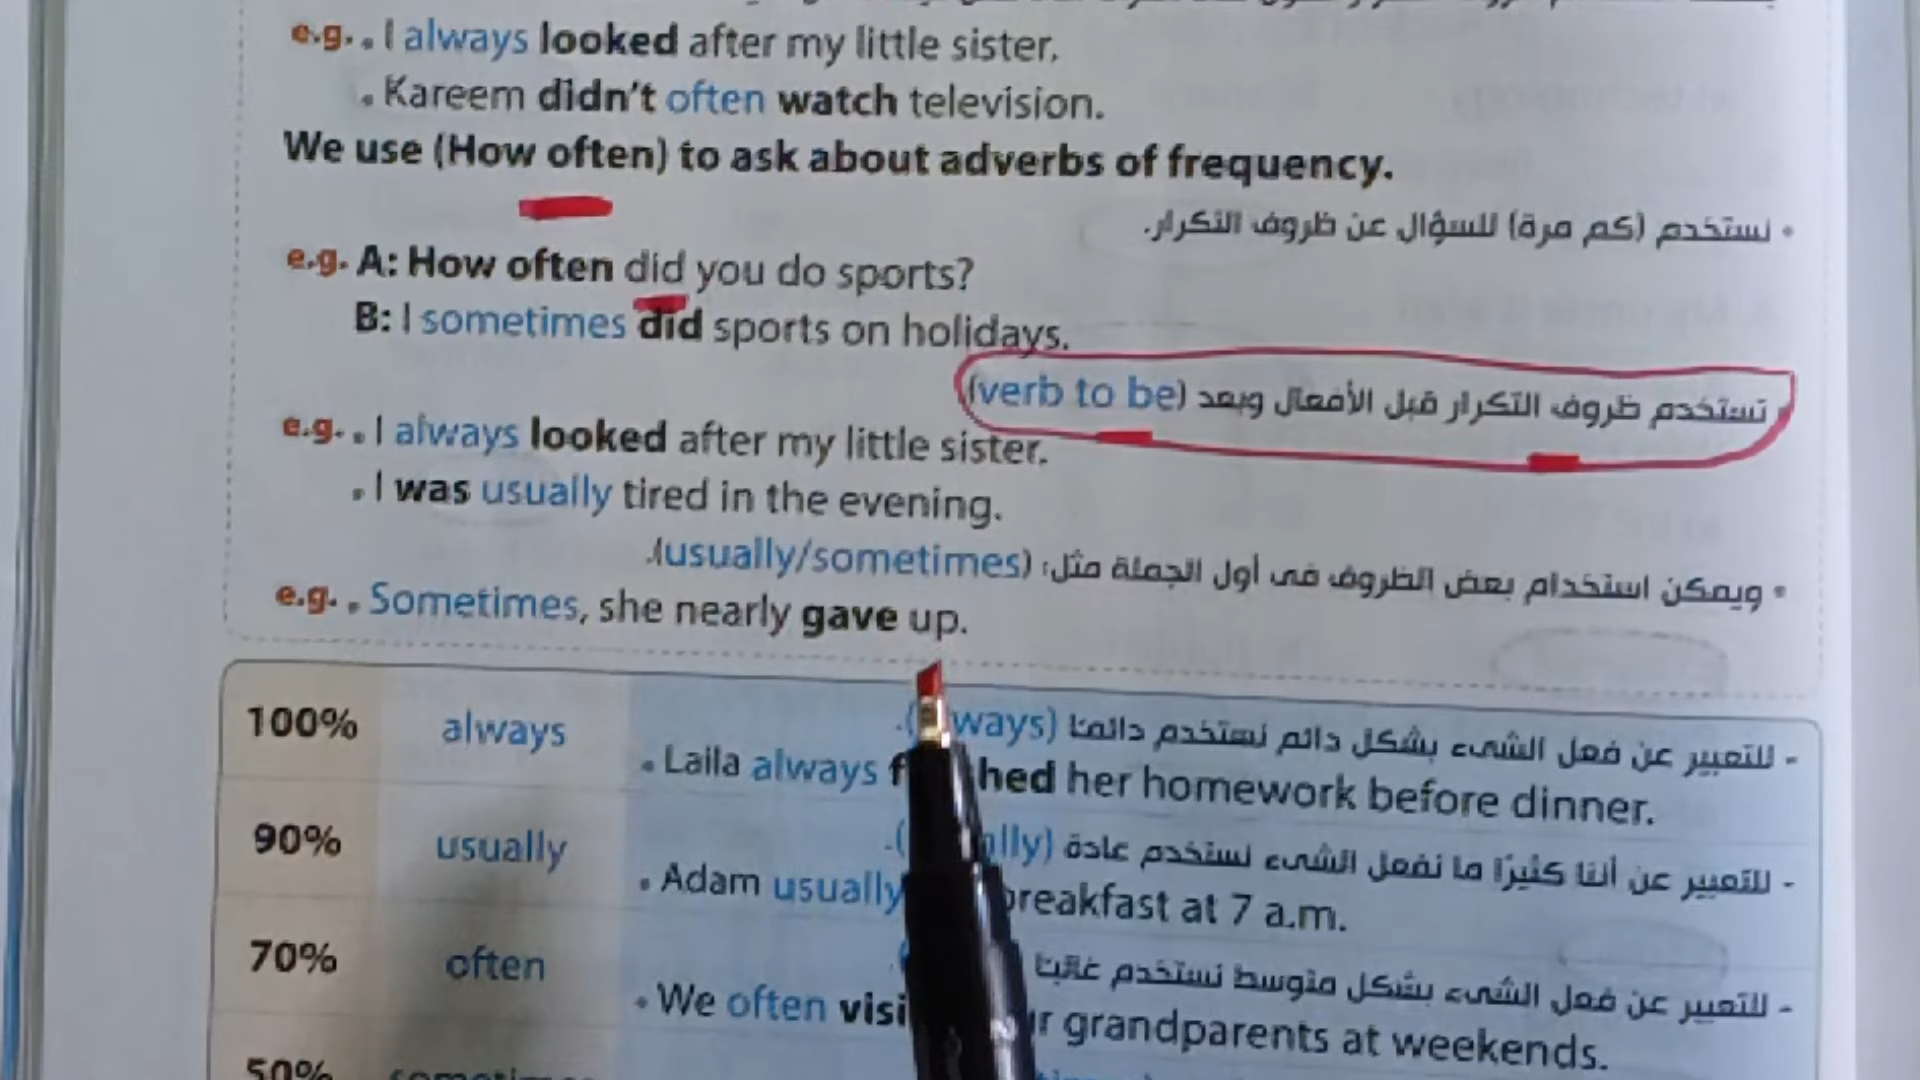 e.g. • I always looked after my little sister.
• Kareem didn't often watch television.
We use (How often) to ask about adverbs of frequency.
• نستخدم (كم مرة) للسؤال عن ظروف التكرار.
e.g. A: How often did you do sports?
B: I sometimes did sports on holidays.
تستخدم ظروف التكرار قبل الأفعال وبعد (verb to be)
e.g. • I always looked after my little sister.
• I was usually tired in the evening.
• ويمكن استخدام بعض الظروف فى أول الجملة مثل: (usually/sometimes).
e.g. • Sometimes, she nearly gave up.
100% always
- للتعبير عن فعل الشىء بشكل دائم نستخدم دائمًا
• Laila always her homework before dinner.
90% usually
- للتعبير عن أننا كثيرًا ما نفعل الشىء نستخدم عادة
• Adam usually breakfast at 7 a.m.
70% often
- للتعبير عن فعل الشىء بشكل متوسط نستخدم غالبًا
• We often grandparents at weekends.
50% sometimes